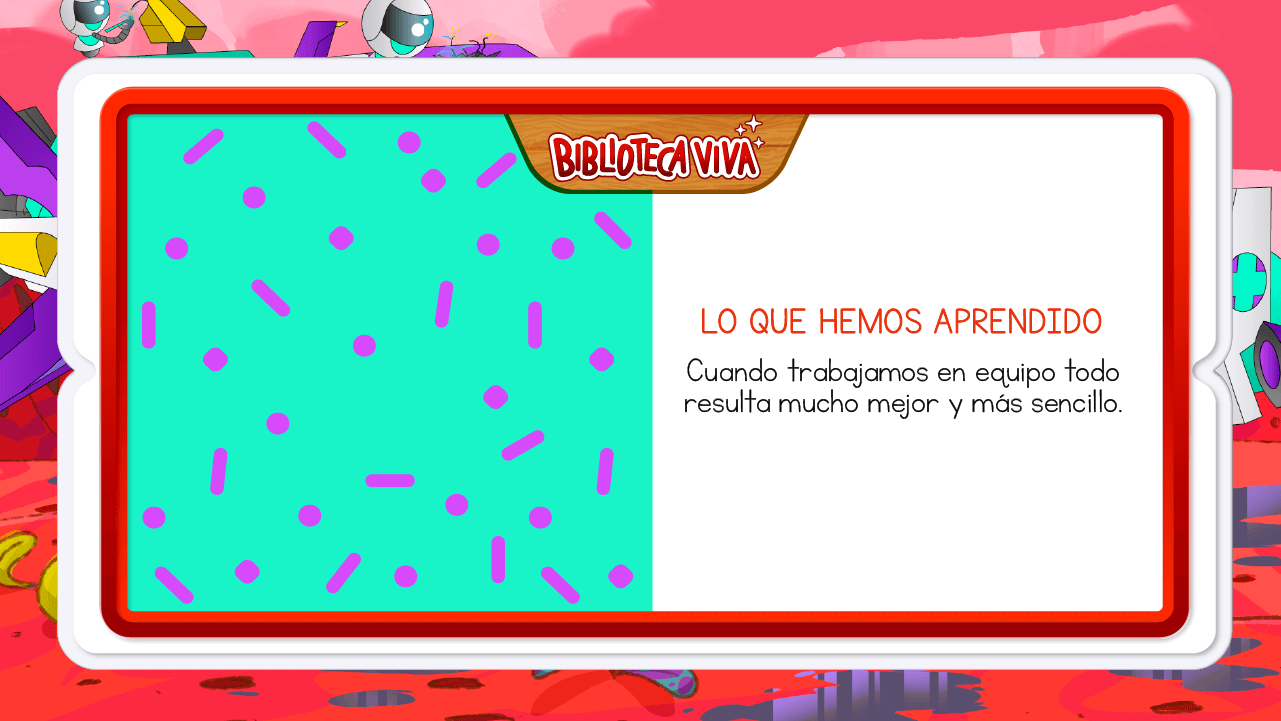 BIBLIOTECA VIVA
LO QUE HEMOS APRENDIDO
Cuando trabajamos en equipo todo
resulta mucho mejor y más sencillo.